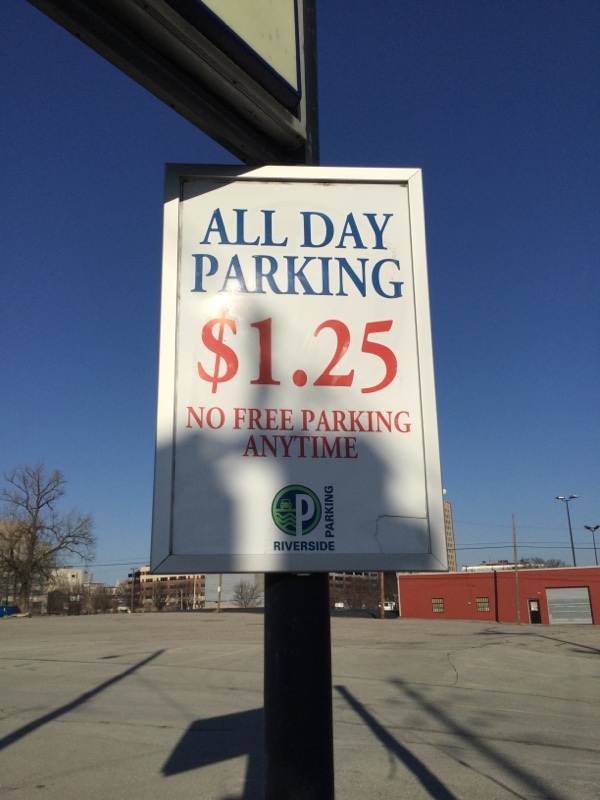 ALL DAY
PARKING
$1.25
NO FREE PARKING
ANYTIME
P
RIVERSIDE
PARKING